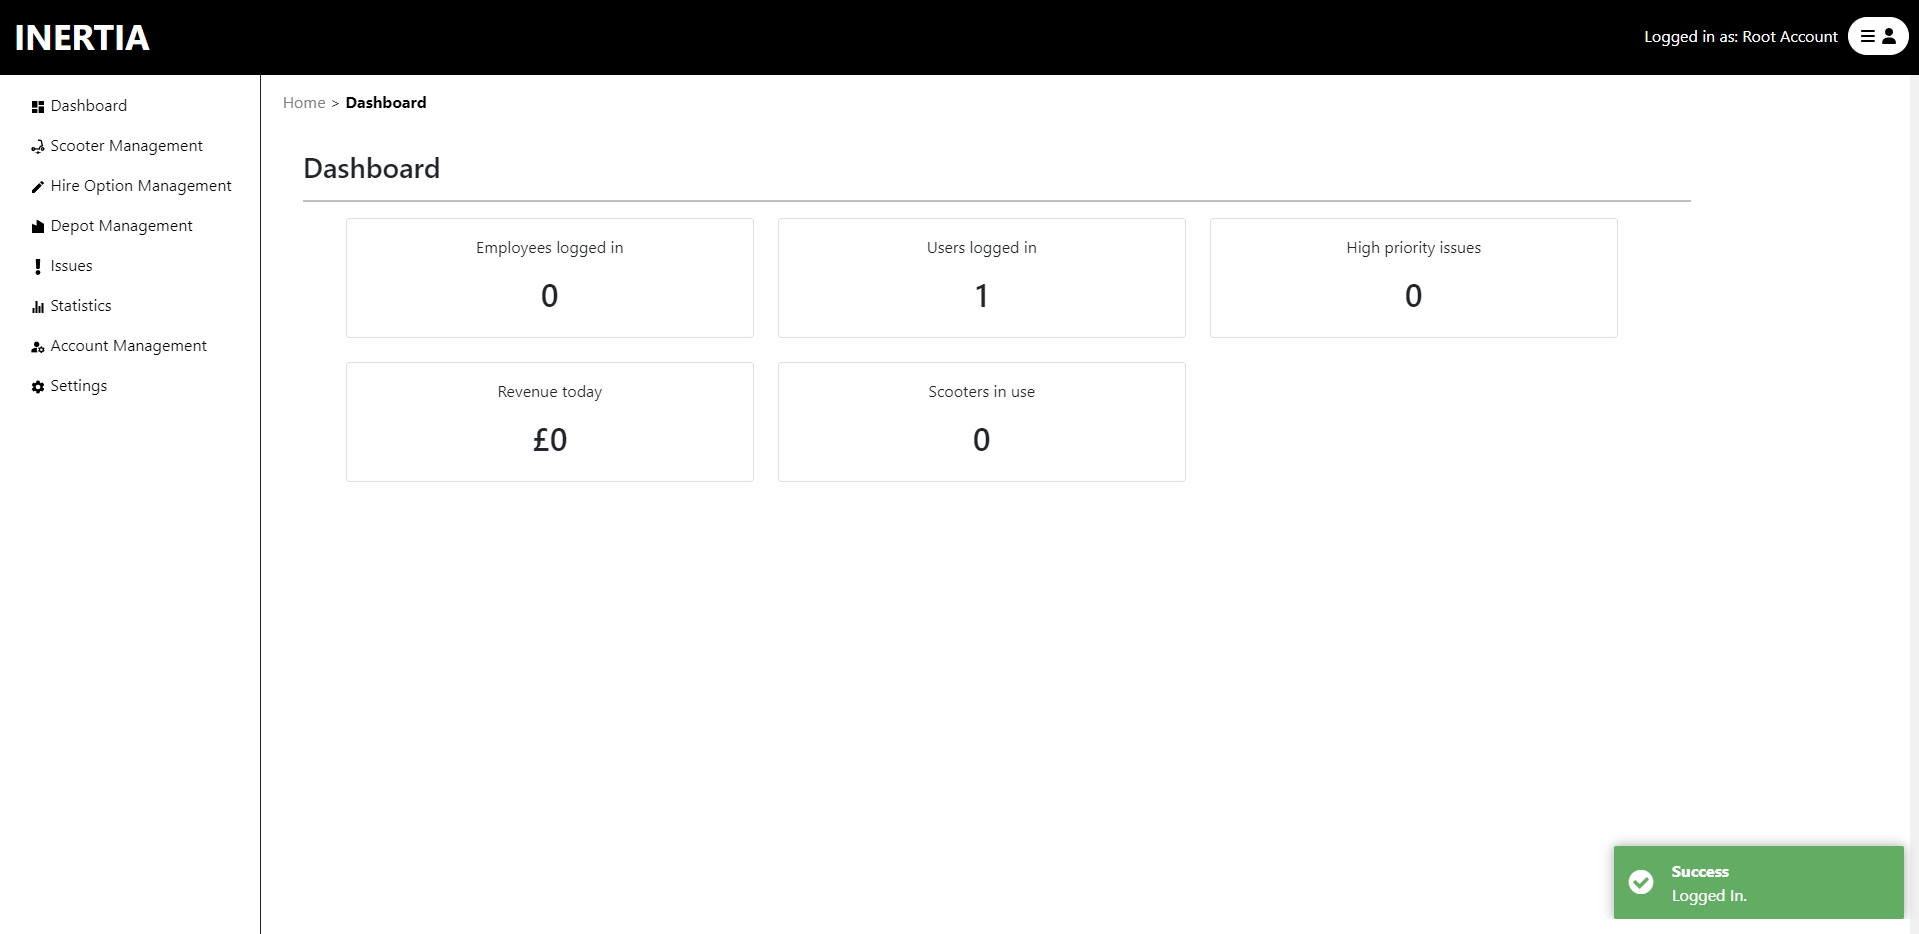 INERTIA
Logged in as: Root Account
Dashboard
Scooter Management
Hire Option Management
Depot Management
Issues
Statistics
Account Management
Settings
Home > Dashboard
Dashboard
Employees logged in
0
Users logged in
1
High priority issues
0
Revenue today
£0
Scooters in use
0
Success
Logged In.